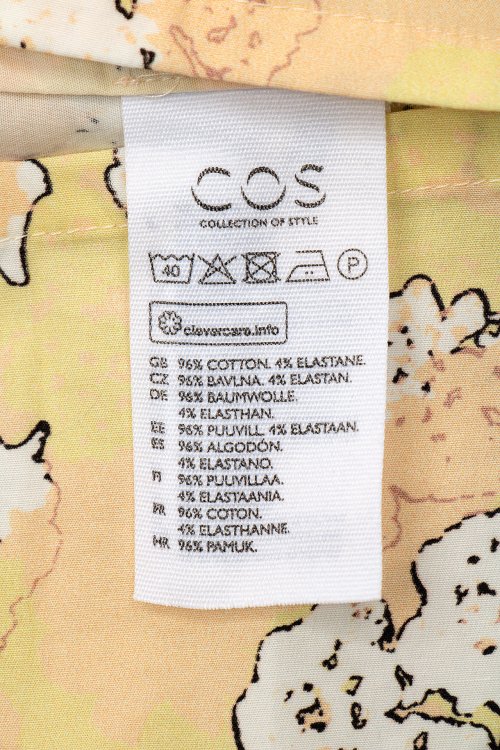 COS
COLLECTION OF STYLE
40 P
clevercare.info
GB 96% COTTON. 4% ELASTANE.
CZ 96% BAVLNA. 4% ELASTAN.
DE 96% BAUMWOLLE.
4% ELASTHAN.
EE 96% PUUVILL. 4% ELASTAAN.
ES 96% ALGODÓN.
4% ELASTANO.
FI 96% PUUVILLAA.
4% ELASTAANIA.
FR 96% COTON.
4% ELASTHANNE.
HR 96% PAMUK.